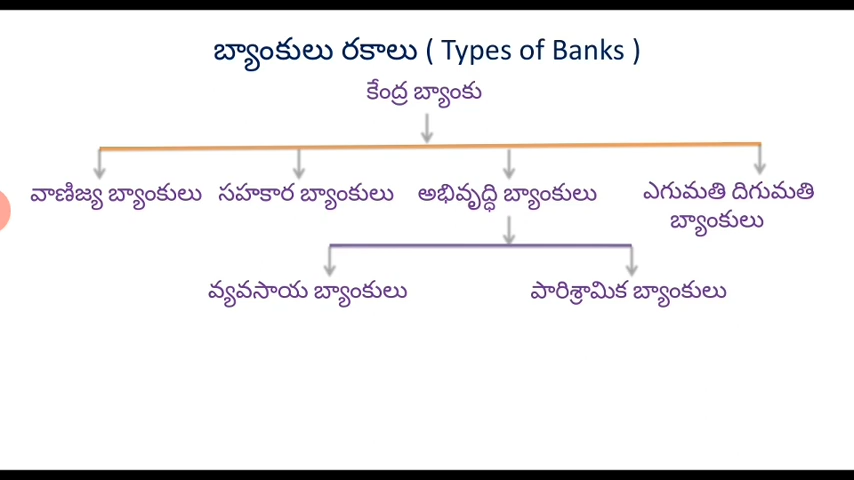 బ్యాంకులు రకాలు ( Types of Banks )
కేంద్ర బ్యాంకు
వాణిజ్య బ్యాంకులు
సహకార బ్యాంకులు
అభివృద్ధి బ్యాంకులు
ఎగుమతి దిగుమతి
బ్యాంకులు
వ్యవసాయ బ్యాంకులు
పారిశ్రామిక బ్యాంకులు